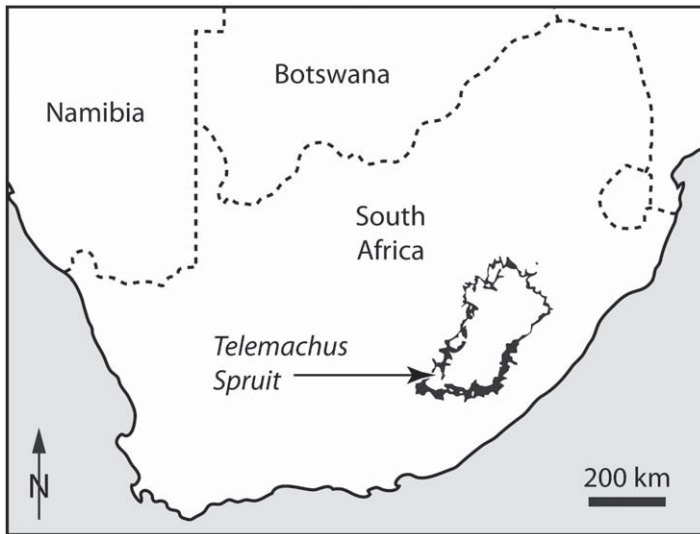 Botswana
Namibia
South
Africa
Telemachus
Spruit
N
200 km